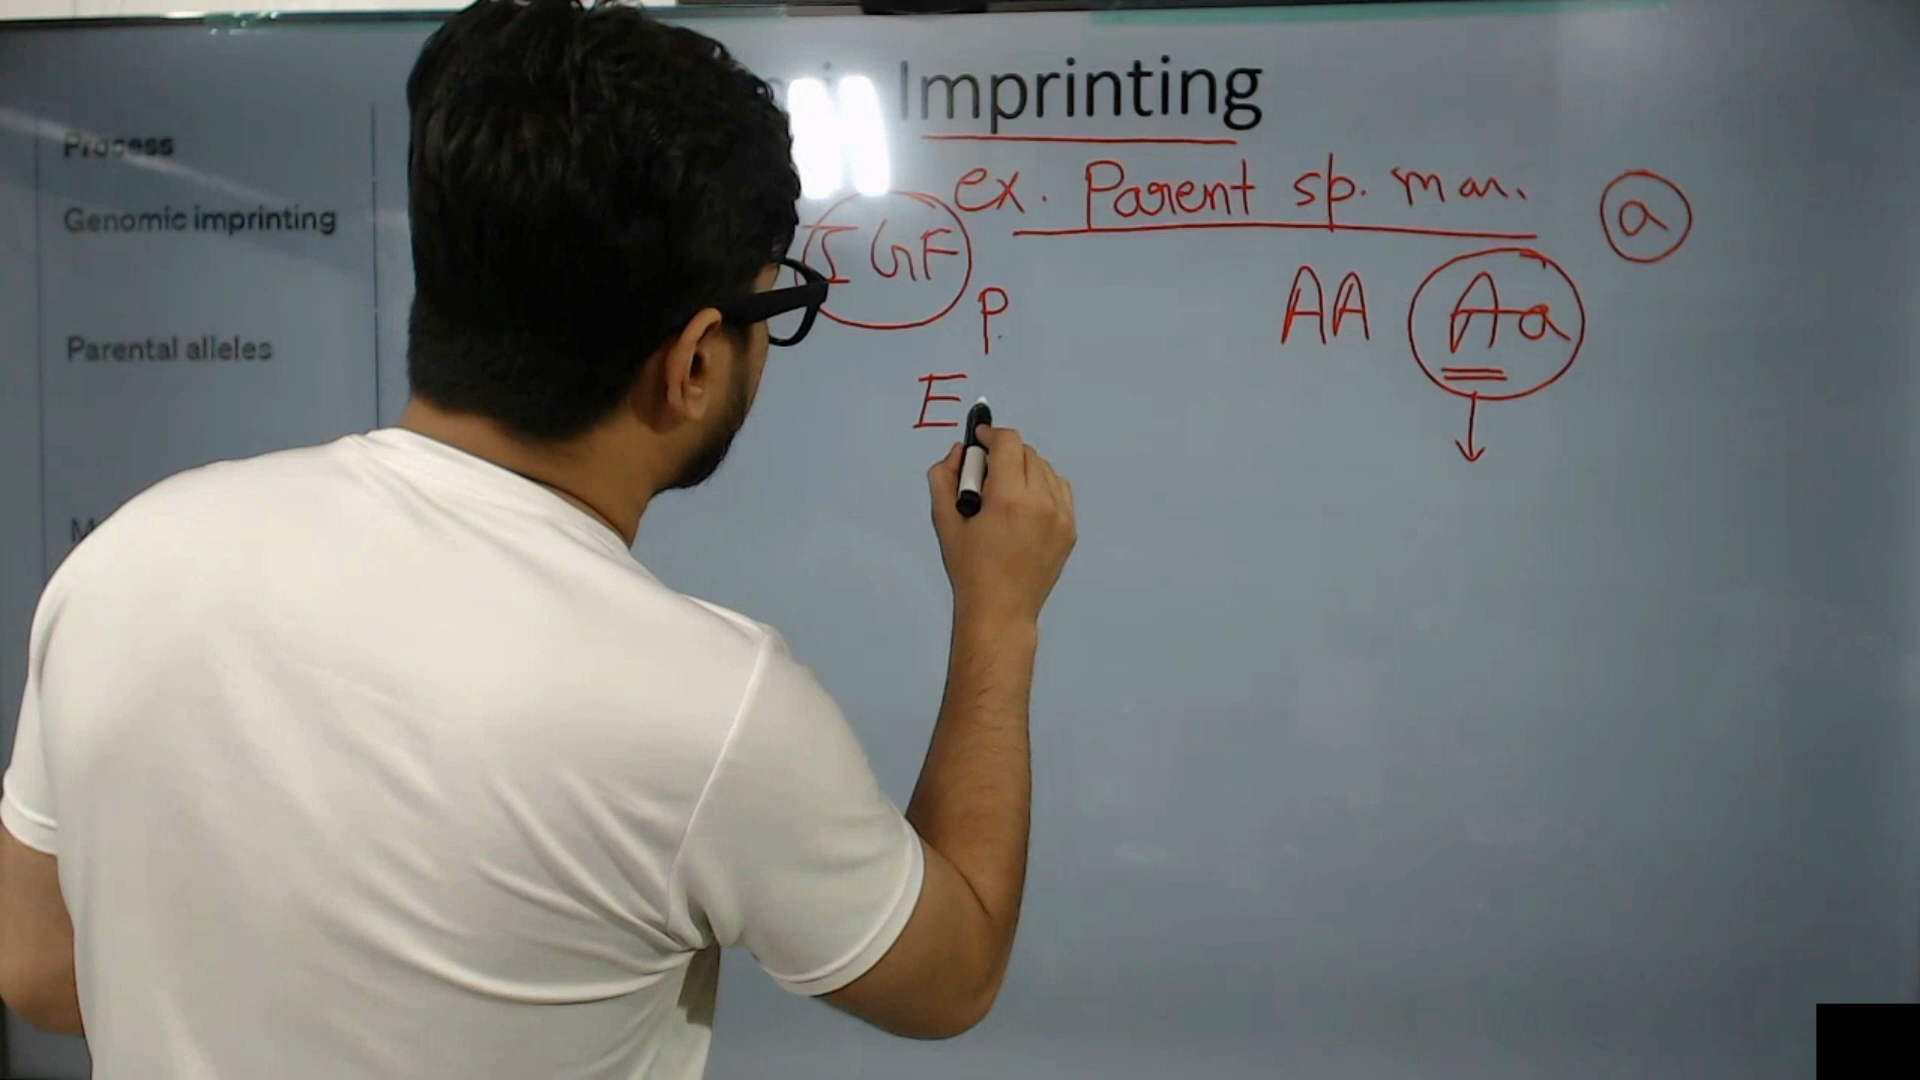 Imprinting
Process
ex. Parent sp. man.
a
Genomic imprinting
IGF
AA Aa
P.
Parental alleles
E